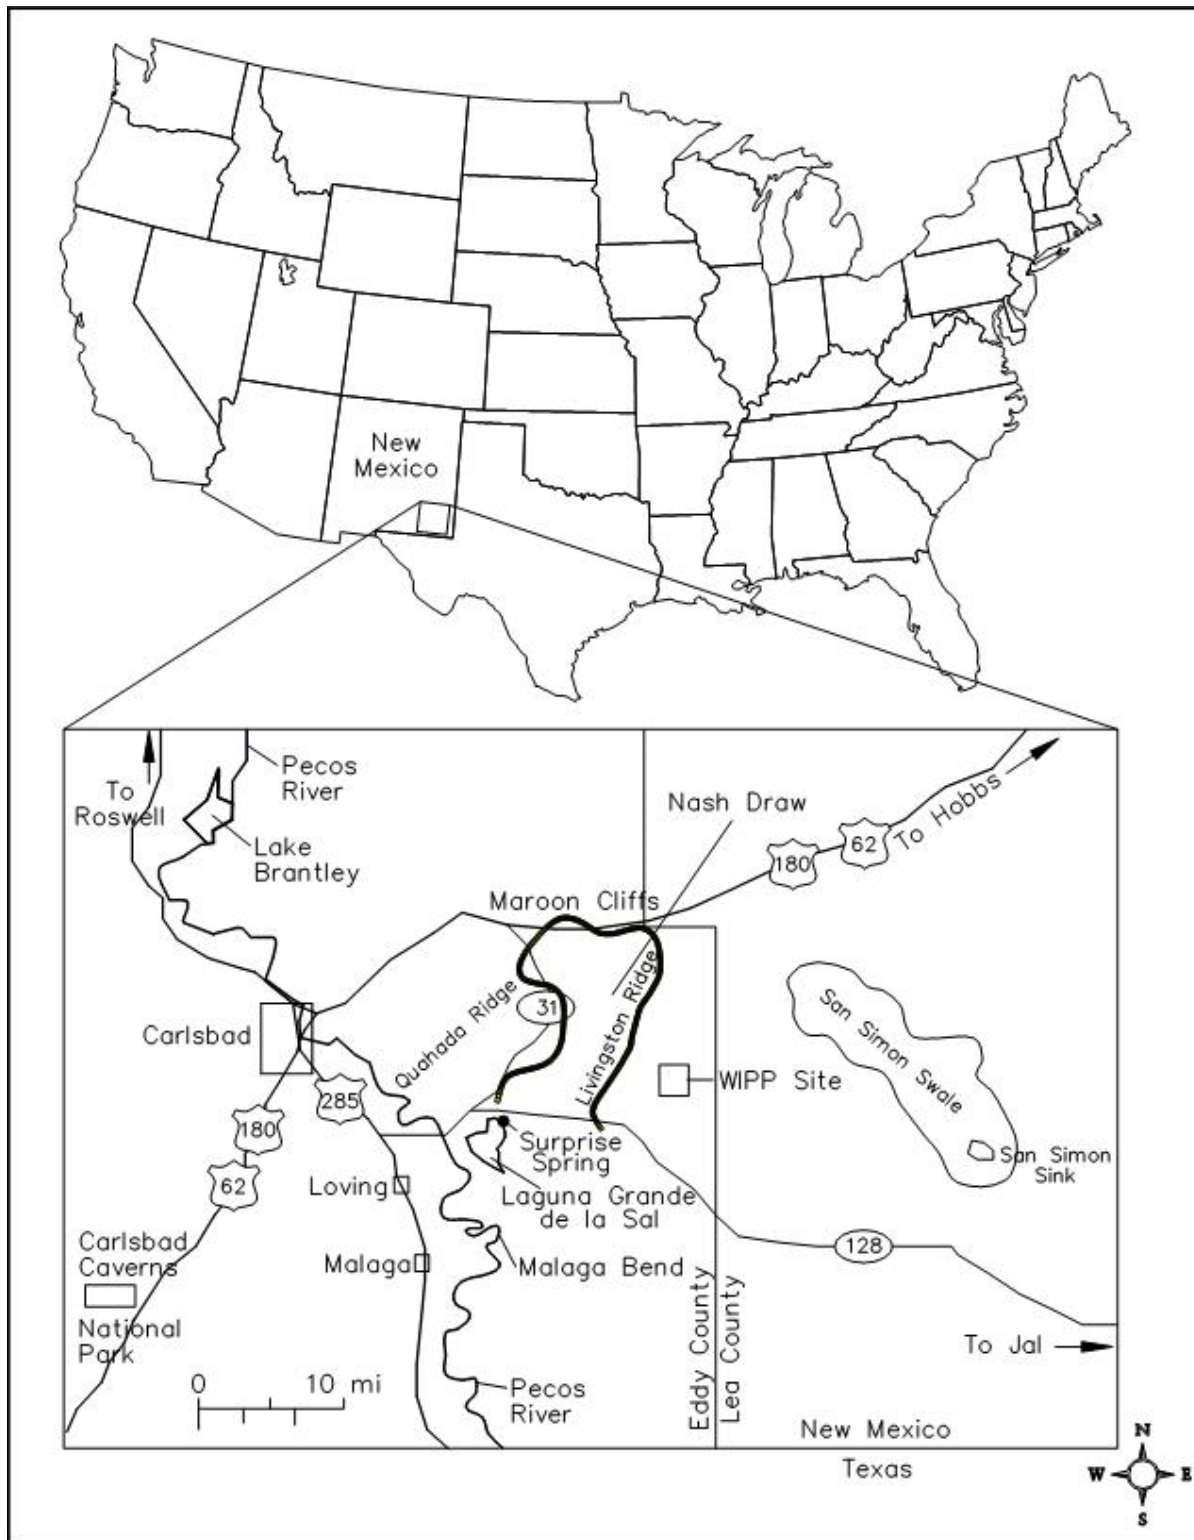 New
Mexico
To
Roswell
Pecos
River
Lake
Brantley
Nash Draw
To Hobbs
62
180
Maroon Cliffs
Quahada Ridge
31
Livingston Ridge
San Simon Swale
Carlsbad
WIPP Site
285
180
62
Surprise
Spring
San Simon
Sink
Loving
Laguna Grande
de la Sal
128
Carlsbad
Caverns
National
Park
Malaga
Malaga Bend
Eddy County
Lea County
To Jal
0 10 mi
Pecos
River
New Mexico
Texas
N
W E
S